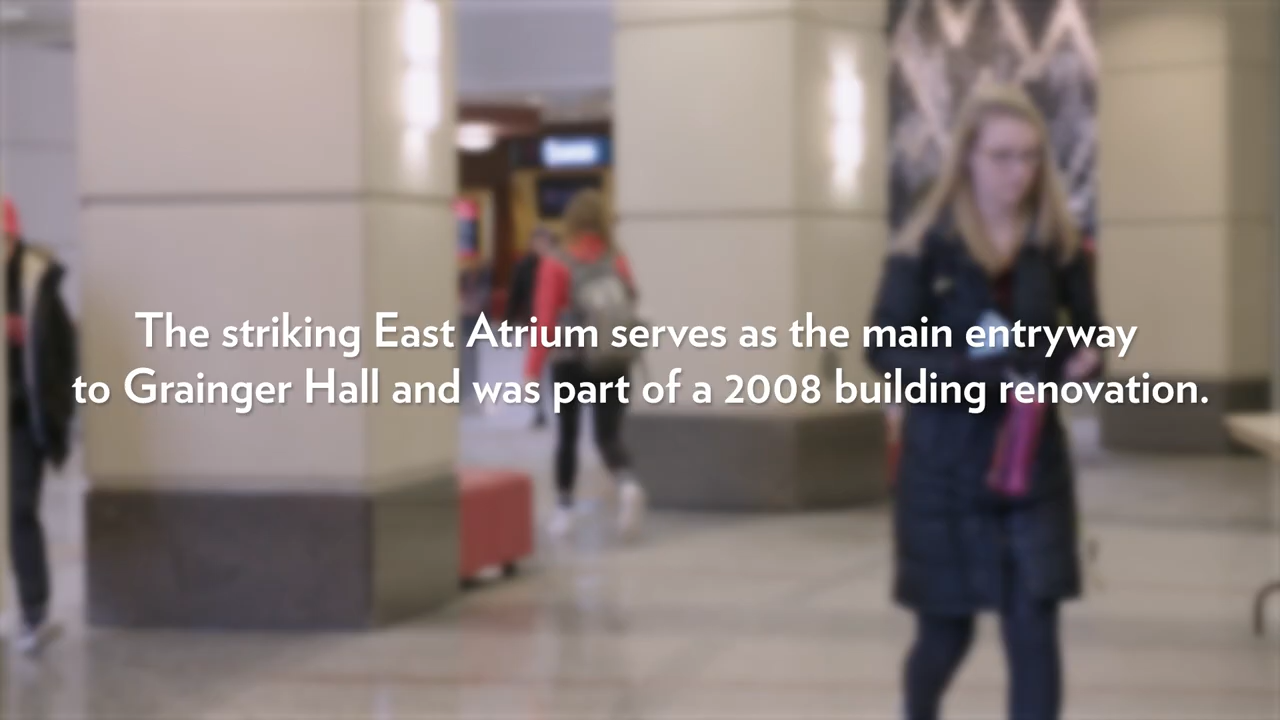 The striking East Atrium serves as the main entryway
to Grainger Hall and was part of a 2008 building renovation.